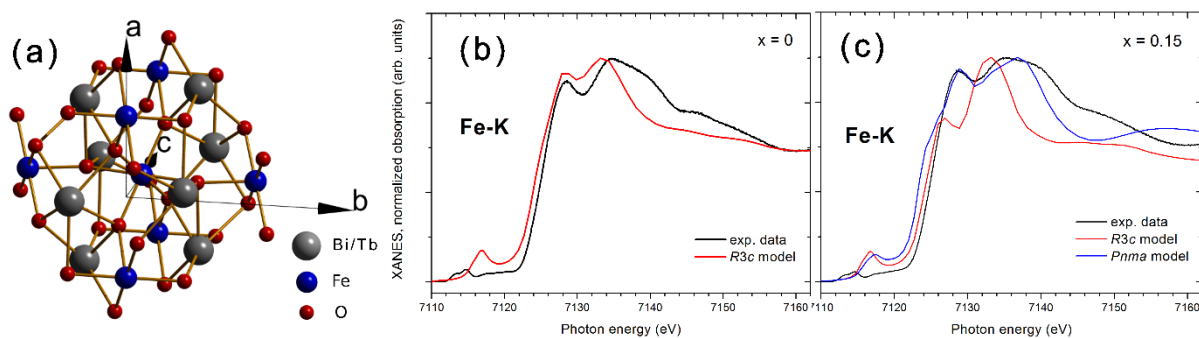 (a)
a
c
b
Bi/Tb
Fe
O
XANES, normalized absorption (arb. units)
(b)
x = 0
Fe-K
exp. data
R3c model
7110 7120 7130 7140 7150 7160
Photon energy (eV)
(c)
x = 0.15
Fe-K
exp. data
R3c model
Pnma model
7110 7120 7130 7140 7150 7160
Photon energy (eV)